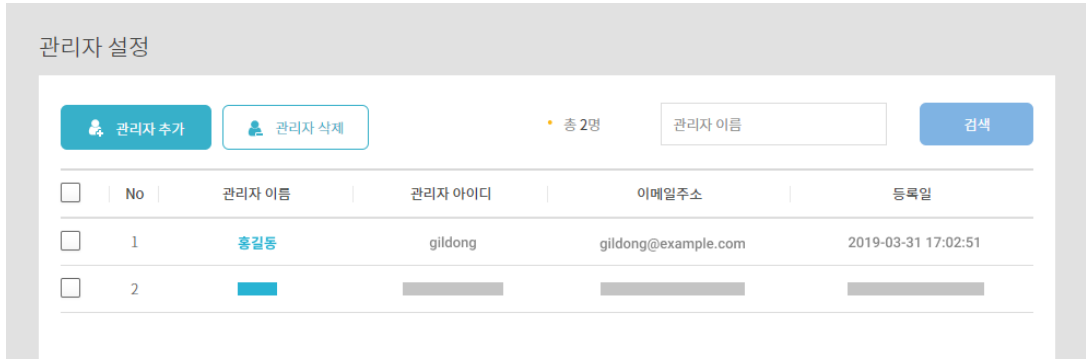 관리자 설정
관리자 추가 관리자 삭제 총 2명 관리자 이름 검색
No 관리자 이름 관리자 아이디 이메일주소 등록일
1 홍길동 gildong gildong@example.com 2019-03-31 17:02:51
2